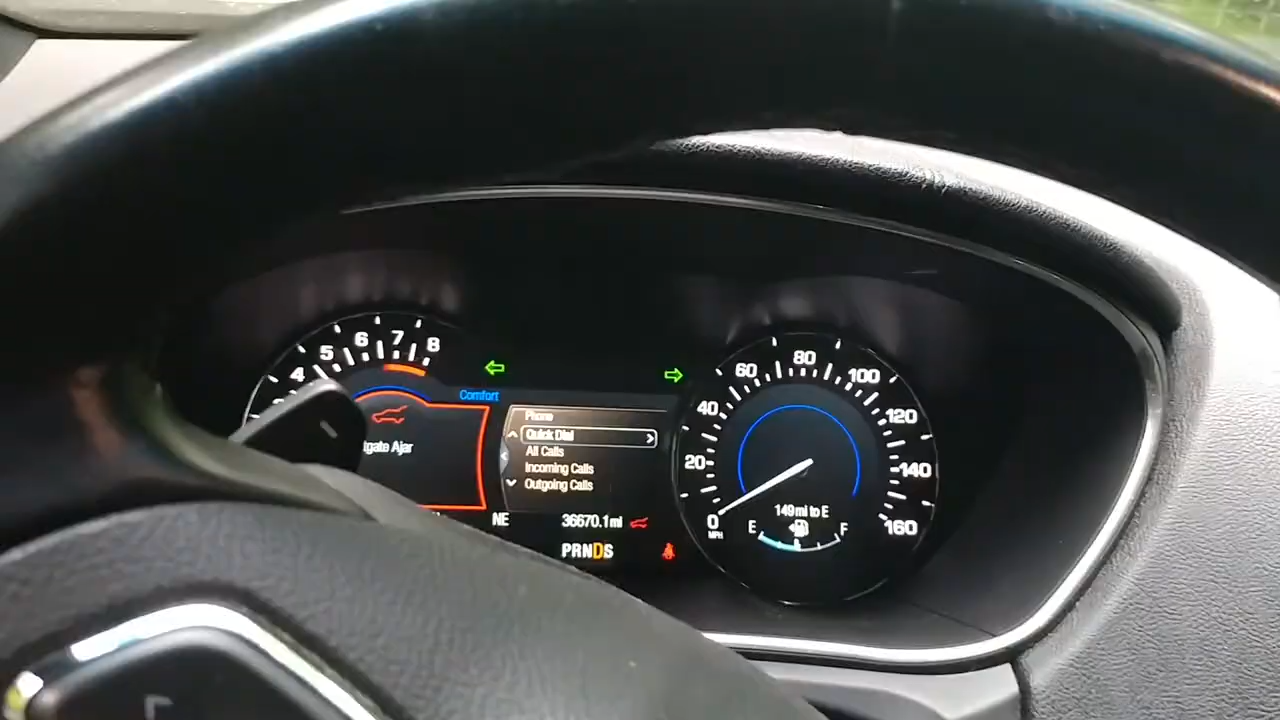 4 5 6 7 8
Comfort
tgate Ajar
Phone
Quick Dial
All Calls
Incoming Calls
Outgoing Calls
NE
36670.1 mi
PRNDS
0 20 40 60 80 100 120 140 160
MPH
149 mi to E
E F